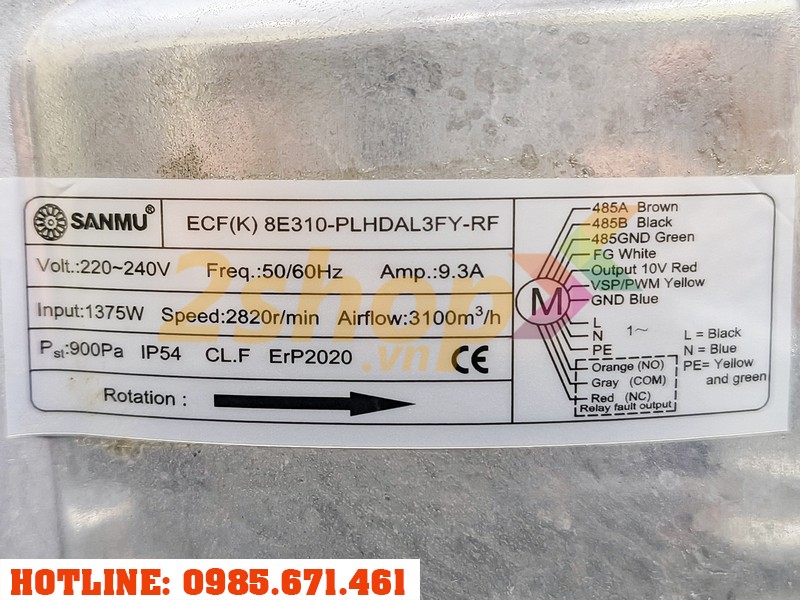 SANMU®
ECF(K) 8E310-PLHDAL3FY-RF
Volt.:220~240V Freq.:50/60Hz Amp.:9.3A
Input:1375W Speed:2820r/min Airflow:3100m³/h
Pst:900Pa IP54 CL.F ErP2020 CE
Rotation :
485A Brown
485B Black
485GND Green
FG White
Output 10V Red
VSP/PWM Yellow
GND Blue
M
L
N 1~
PE
L = Black
N = Blue
PE= Yellow
and green
Orange (NO)
Gray (COM)
Red (NC)
Relay fault output
2shop
.vn
HOTLINE: 0985.671.461